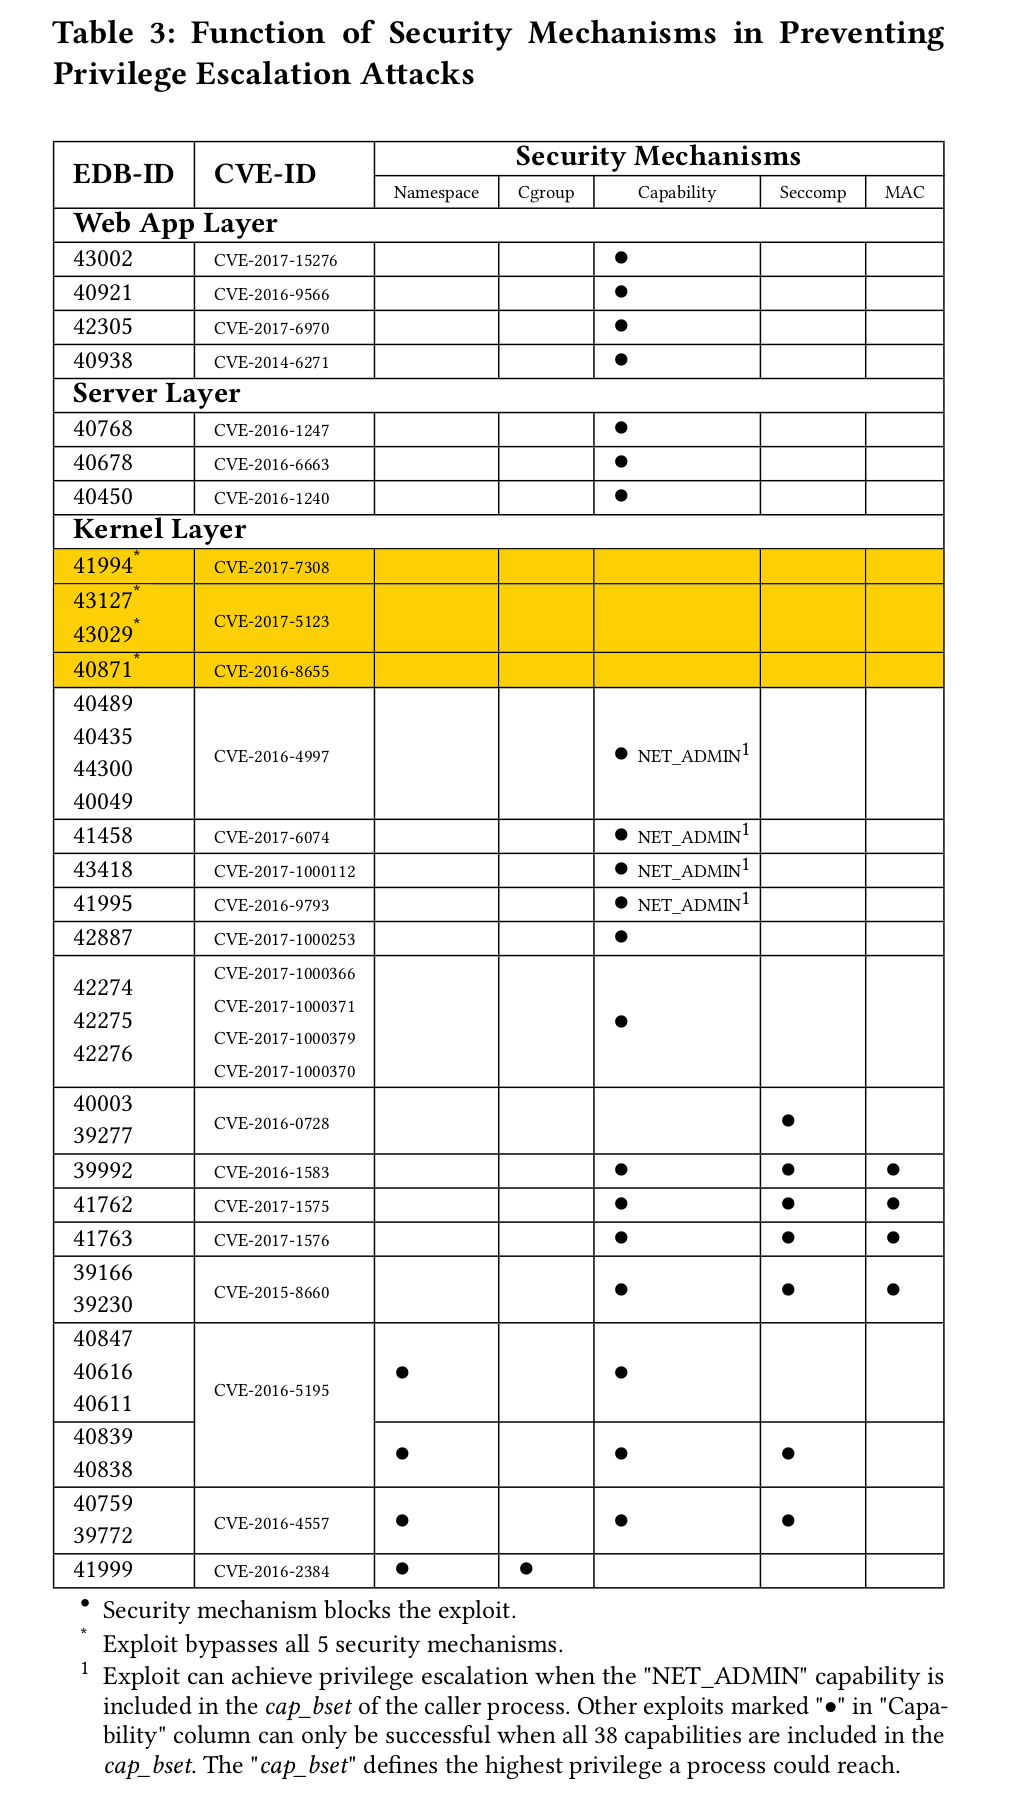 Table 3: Function of Security Mechanisms in Preventing
Privilege Escalation Attacks
EDB-ID CVE-ID Security Mechanisms
Namespace Cgroup Capability Seccomp MAC
Web App Layer
43002 CVE-2017-15276 ●
40921 CVE-2016-9566 ●
42305 CVE-2017-6970 ●
40938 CVE-2014-6271 ●
Server Layer
40768 CVE-2016-1247 ●
40678 CVE-2016-6663 ●
40450 CVE-2016-1240 ●
Kernel Layer
41994* CVE-2017-7308
43127*
43029*
CVE-2017-5123
40871* CVE-2016-8655
40489
40435
44300
40049
CVE-2016-4997 ● NET_ADMIN1
41458 CVE-2017-6074 ● NET_ADMIN1
43418 CVE-2017-1000112 ● NET_ADMIN1
41995 CVE-2016-9793 ● NET_ADMIN1
42887 CVE-2017-1000253 ●
42274
42275
42276
CVE-2017-1000366
CVE-2017-1000371
CVE-2017-1000379
CVE-2017-1000370
●
40003
39277
CVE-2016-0728 ●
39992 CVE-2016-1583 ● ● ●
41762 CVE-2017-1575 ● ● ●
41763 CVE-2017-1576 ● ● ●
39166
39230
CVE-2015-8660 ● ● ●
40847
40616
40611
CVE-2016-5195
● ●
40839
40838
● ● ●
40759
39772
CVE-2016-4557 ● ● ●
41999 CVE-2016-2384 ● ●
● Security mechanism blocks the exploit.
* Exploit bypasses all 5 security mechanisms.
1 Exploit can achieve privilege escalation when the "NET_ADMIN" capability is
included in the cap_bset of the caller process. Other exploits marked "●" in "Capa-
bility" column can only be successful when all 38 capabilities are included in the
cap_bset. The "cap_bset" defines the highest privilege a process could reach.